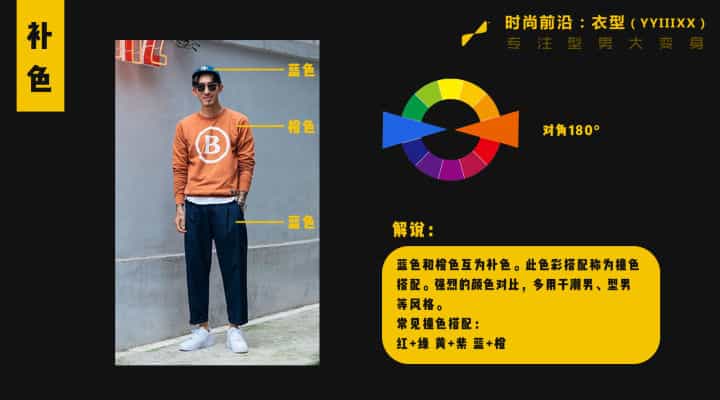 补
色
时尚前沿：衣型（YYIIIXX）
专注型男大变身
蓝色
橙色
B
蓝色
对角180°
解说：
蓝色和橙色互为补色。此色彩搭配称为撞色
搭配。强烈的颜色对比，多用于潮男、型男
等风格。
常见撞色搭配：
红+绿 黄+紫 蓝+橙